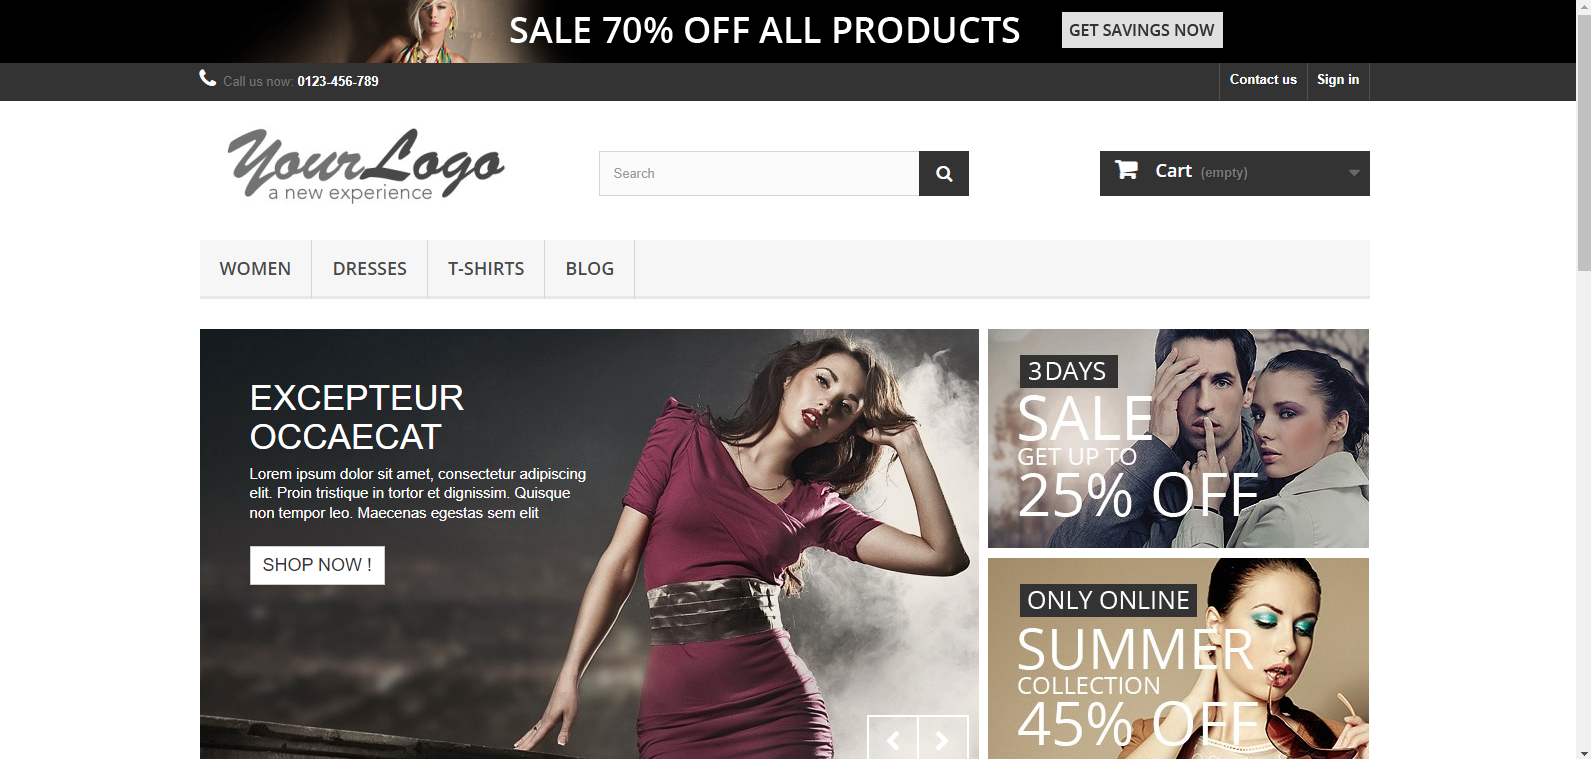 SALE 70% OFF ALL PRODUCTS
GET SAVINGS NOW
Call us now: 0123-456-789
Contact us
Sign in
YourLogo
a new experience
Search
Cart (empty)
WOMEN
DRESSES
T-SHIRTS
BLOG
EXCEPTEUR
OCCAECAT
Lorem ipsum dolor sit amet, consectetur adipiscing
elit. Proin tristique in tortor et dignissim. Quisque
non tempor leo. Maecenas egestas sem elit
SHOP NOW !
3 DAYS
SALE
GET UP TO
25% OFF
ONLY ONLINE
SUMMER
COLLECTION
45% OFF